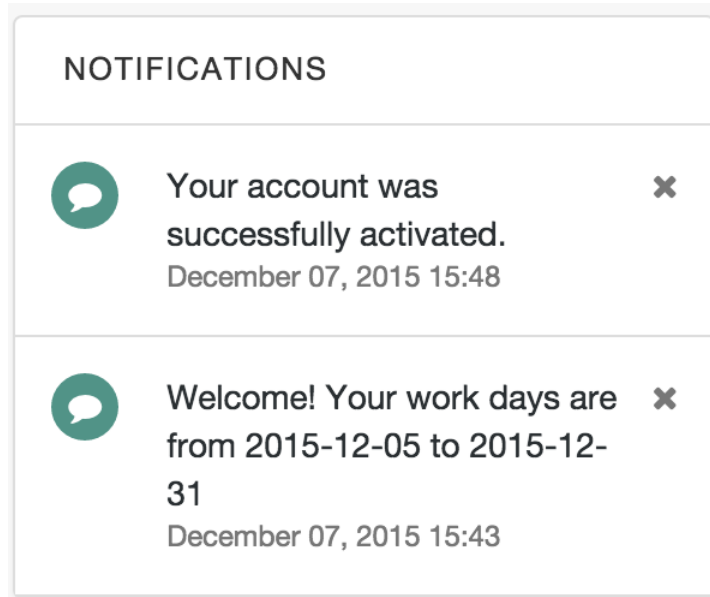 NOTIFICATIONS
Your account was
successfully activated.
December 07, 2015 15:48
Welcome! Your work days are
from 2015-12-05 to 2015-12-
31
December 07, 2015 15:43